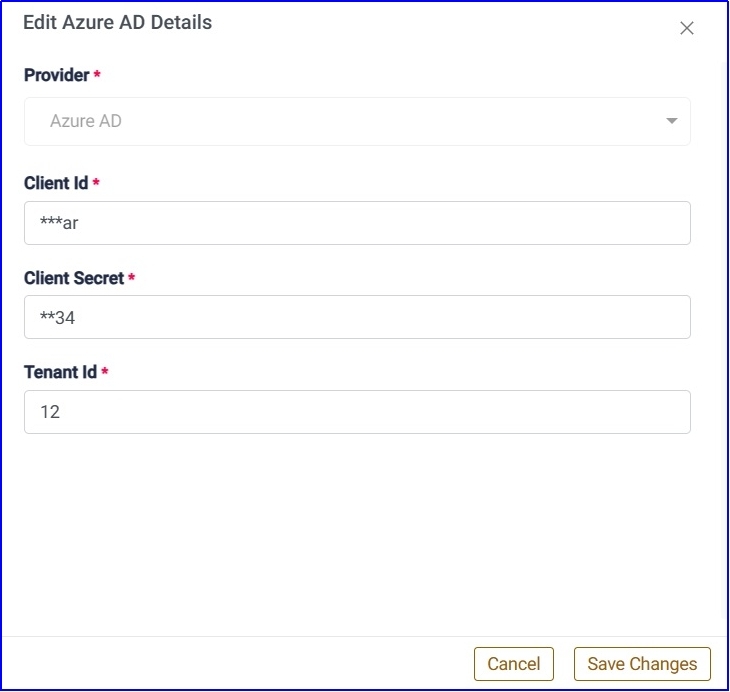 Edit Azure AD Details
Provider *
Azure AD
Client Id *
***ar
Client Secret *
**34
Tenant Id *
12
Cancel
Save Changes